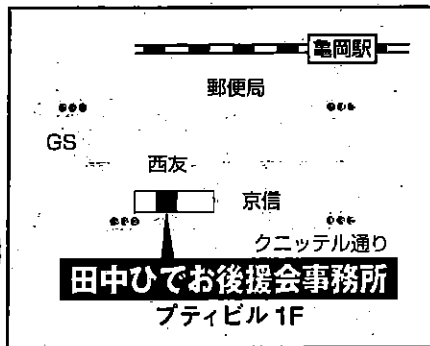 亀岡駅
郵便局
GS
西友
京信
クニッテル通り
田中ひでお後援会事務所
プティビル 1F